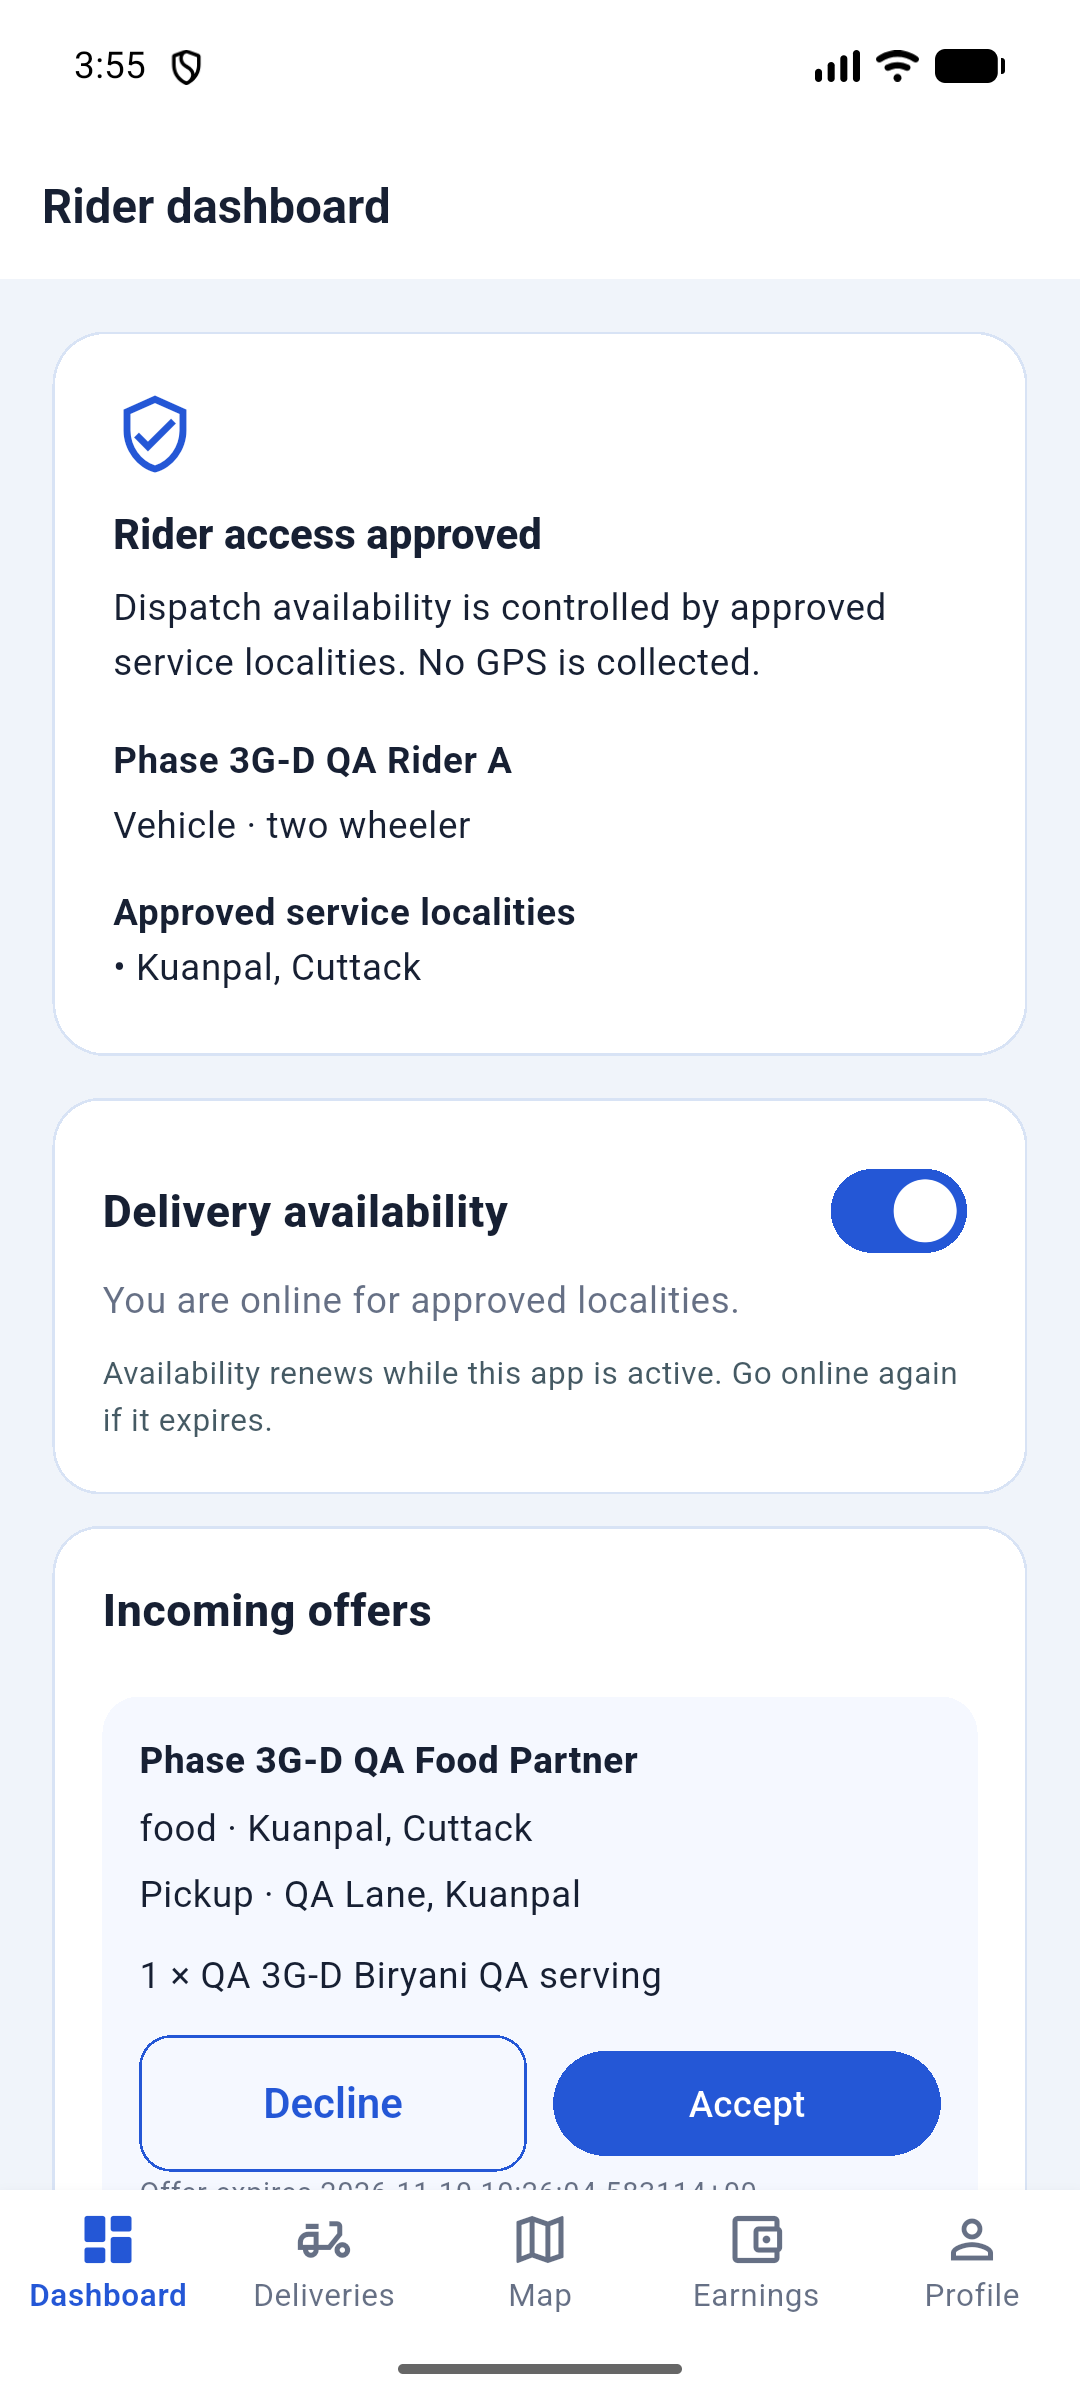 3:55
Rider dashboard
Rider access approved
Dispatch availability is controlled by approved
service localities. No GPS is collected.
Phase 3G-D QA Rider A
Vehicle · two wheeler
Approved service localities
• Kuanpal, Cuttack
Delivery availability
You are online for approved localities.
Availability renews while this app is active. Go online again
if it expires.
Incoming offers
Phase 3G-D QA Food Partner
food · Kuanpal, Cuttack
Pickup · QA Lane, Kuanpal
1 × QA 3G-D Biryani QA serving
Decline
Accept
Offer expires
Dashboard
Deliveries
Map
Earnings
Profile